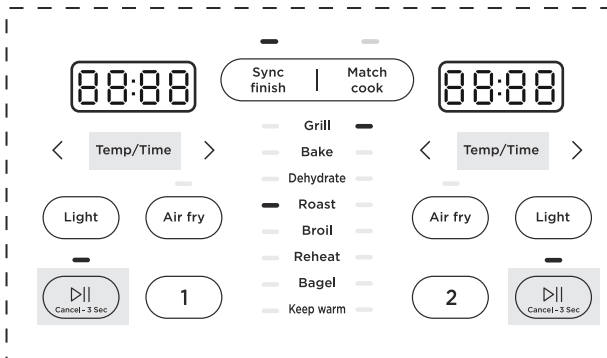 Sync finish
Match cook
88:88
88:88
Grill
Bake
Dehydrate
Roast
Broil
Reheat
Bagel
Keep warm
Temp/Time
Temp/Time
Light
Air fry
Air fry
Light
Cancel - 3 Sec
1
2
Cancel - 3 Sec